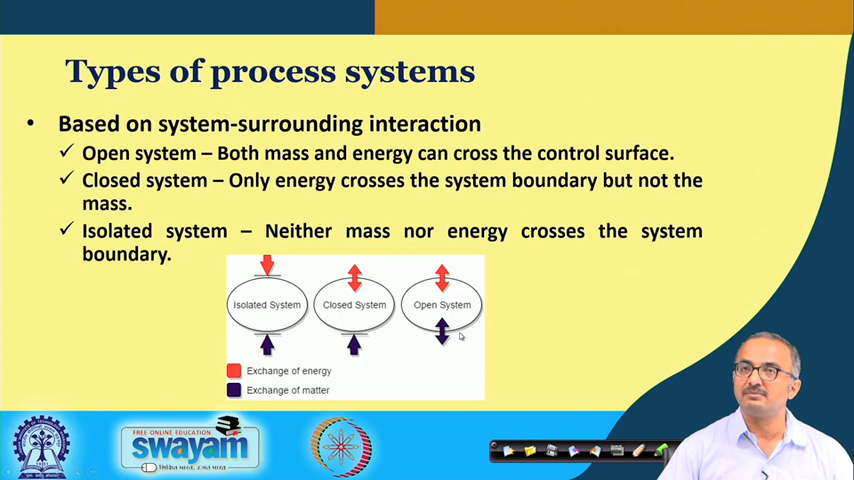 Types of process systems
• Based on system-surrounding interaction
✓ Open system – Both mass and energy can cross the control surface.
✓ Closed system – Only energy crosses the system boundary but not the
mass.
✓ Isolated system – Neither mass nor energy crosses the system
boundary.
Isolated System
Closed System
Open System
Exchange of energy
Exchange of matter
FREE ONLINE EDUCATION
swayam